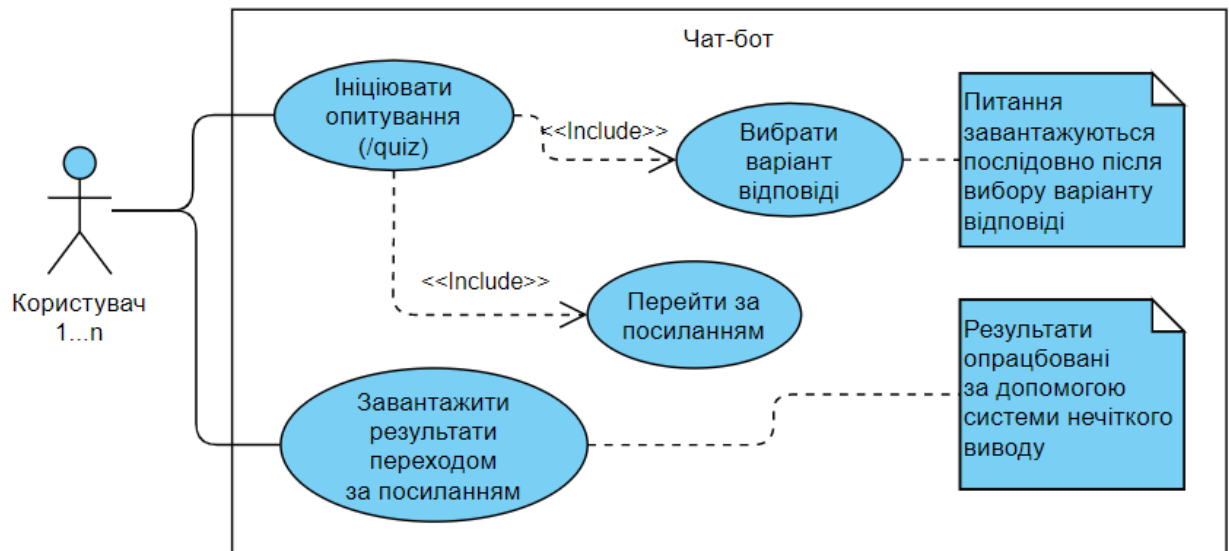 Чат-бот
Ініціювати
опитування
(/quiz)
<<Include>>
Вибрати
варіант
відповіді
Питання
завантажуються
послідовно після
вибору варіанту
відповіді
Користувач
1...n
<<Include>>
Перейти за
посиланням
Результати
опрацбовані
за допомогою
системи нечіткого
виводу
Завантажити
результати
переходом
за посиланням